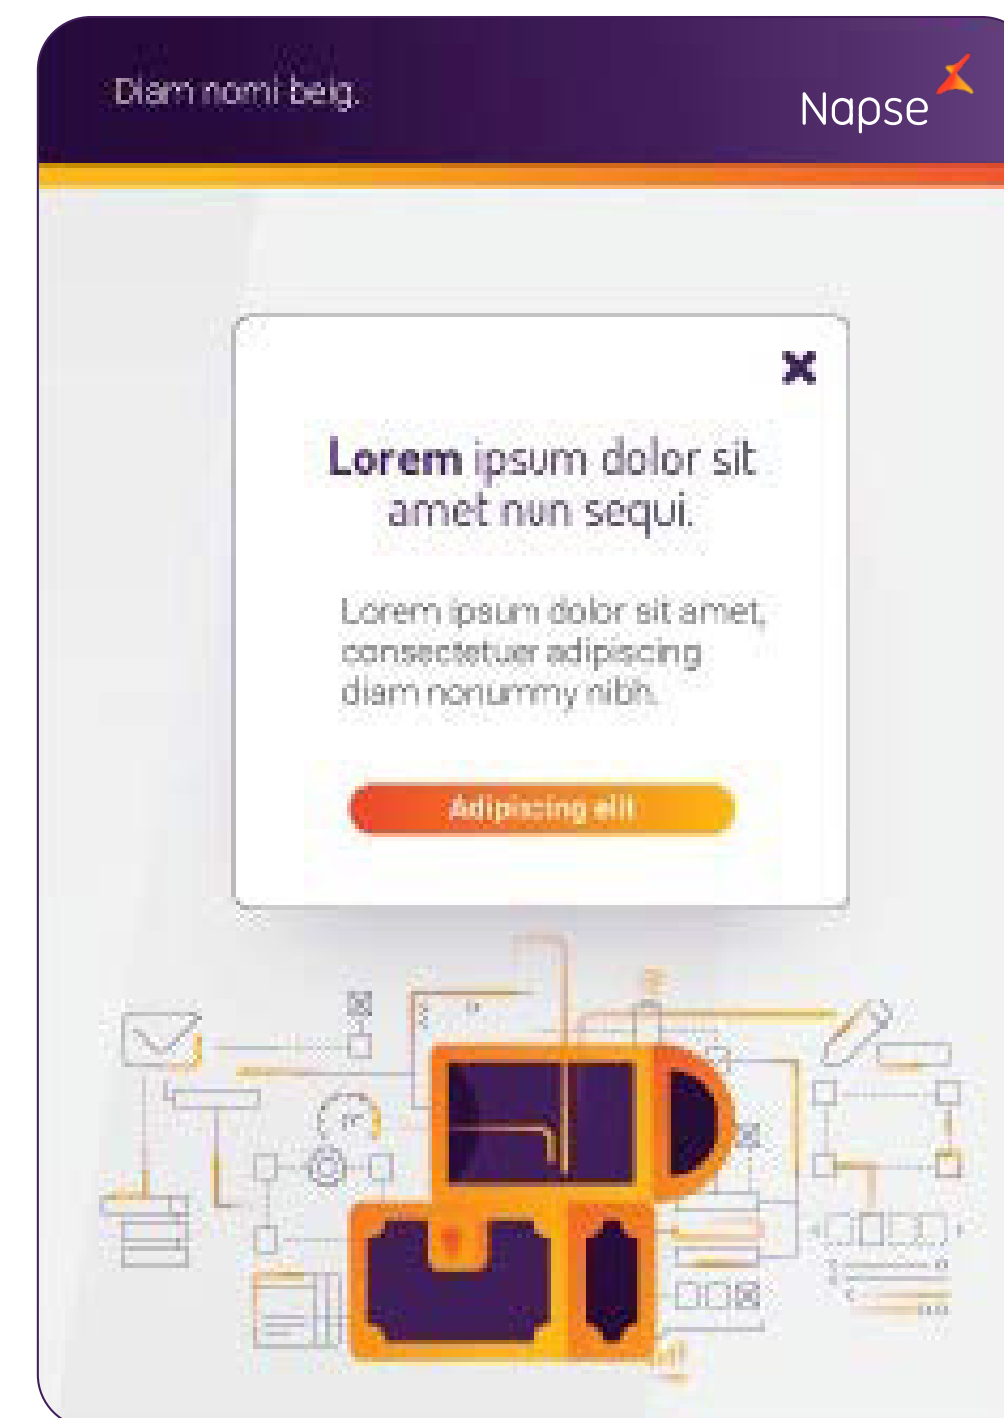 Diam nomi beig.
Napse
Lorem ipsum dolor sit
amet nun sequi.
Lorem ipsum dolor sit amet,
consectetuer adipiscing
diam nonummy nibh.
Adipiscing elit